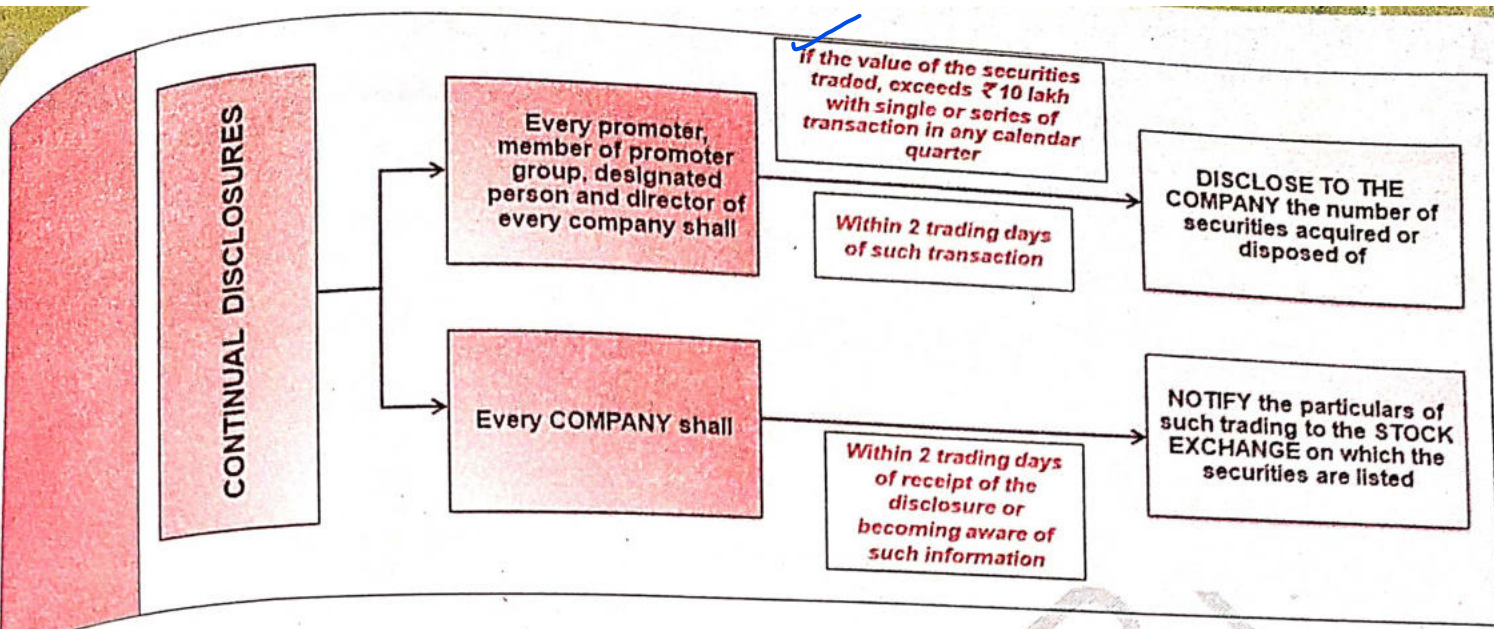 CONTINUAL DISCLOSURES
Every promoter,
member of promoter
group, designated
person and director of
every company shall
if the value of the securities
traded, exceeds ₹10 lakh
with single or series of
transaction in any calendar
quarter
Within 2 trading days
of such transaction
DISCLOSE TO THE
COMPANY the number of
securities acquired or
disposed of
Every COMPANY shall
Within 2 trading days
of receipt of the
disclosure or
becoming aware of
such information
NOTIFY the particulars of
such trading to the STOCK
EXCHANGE on which the
securities are listed